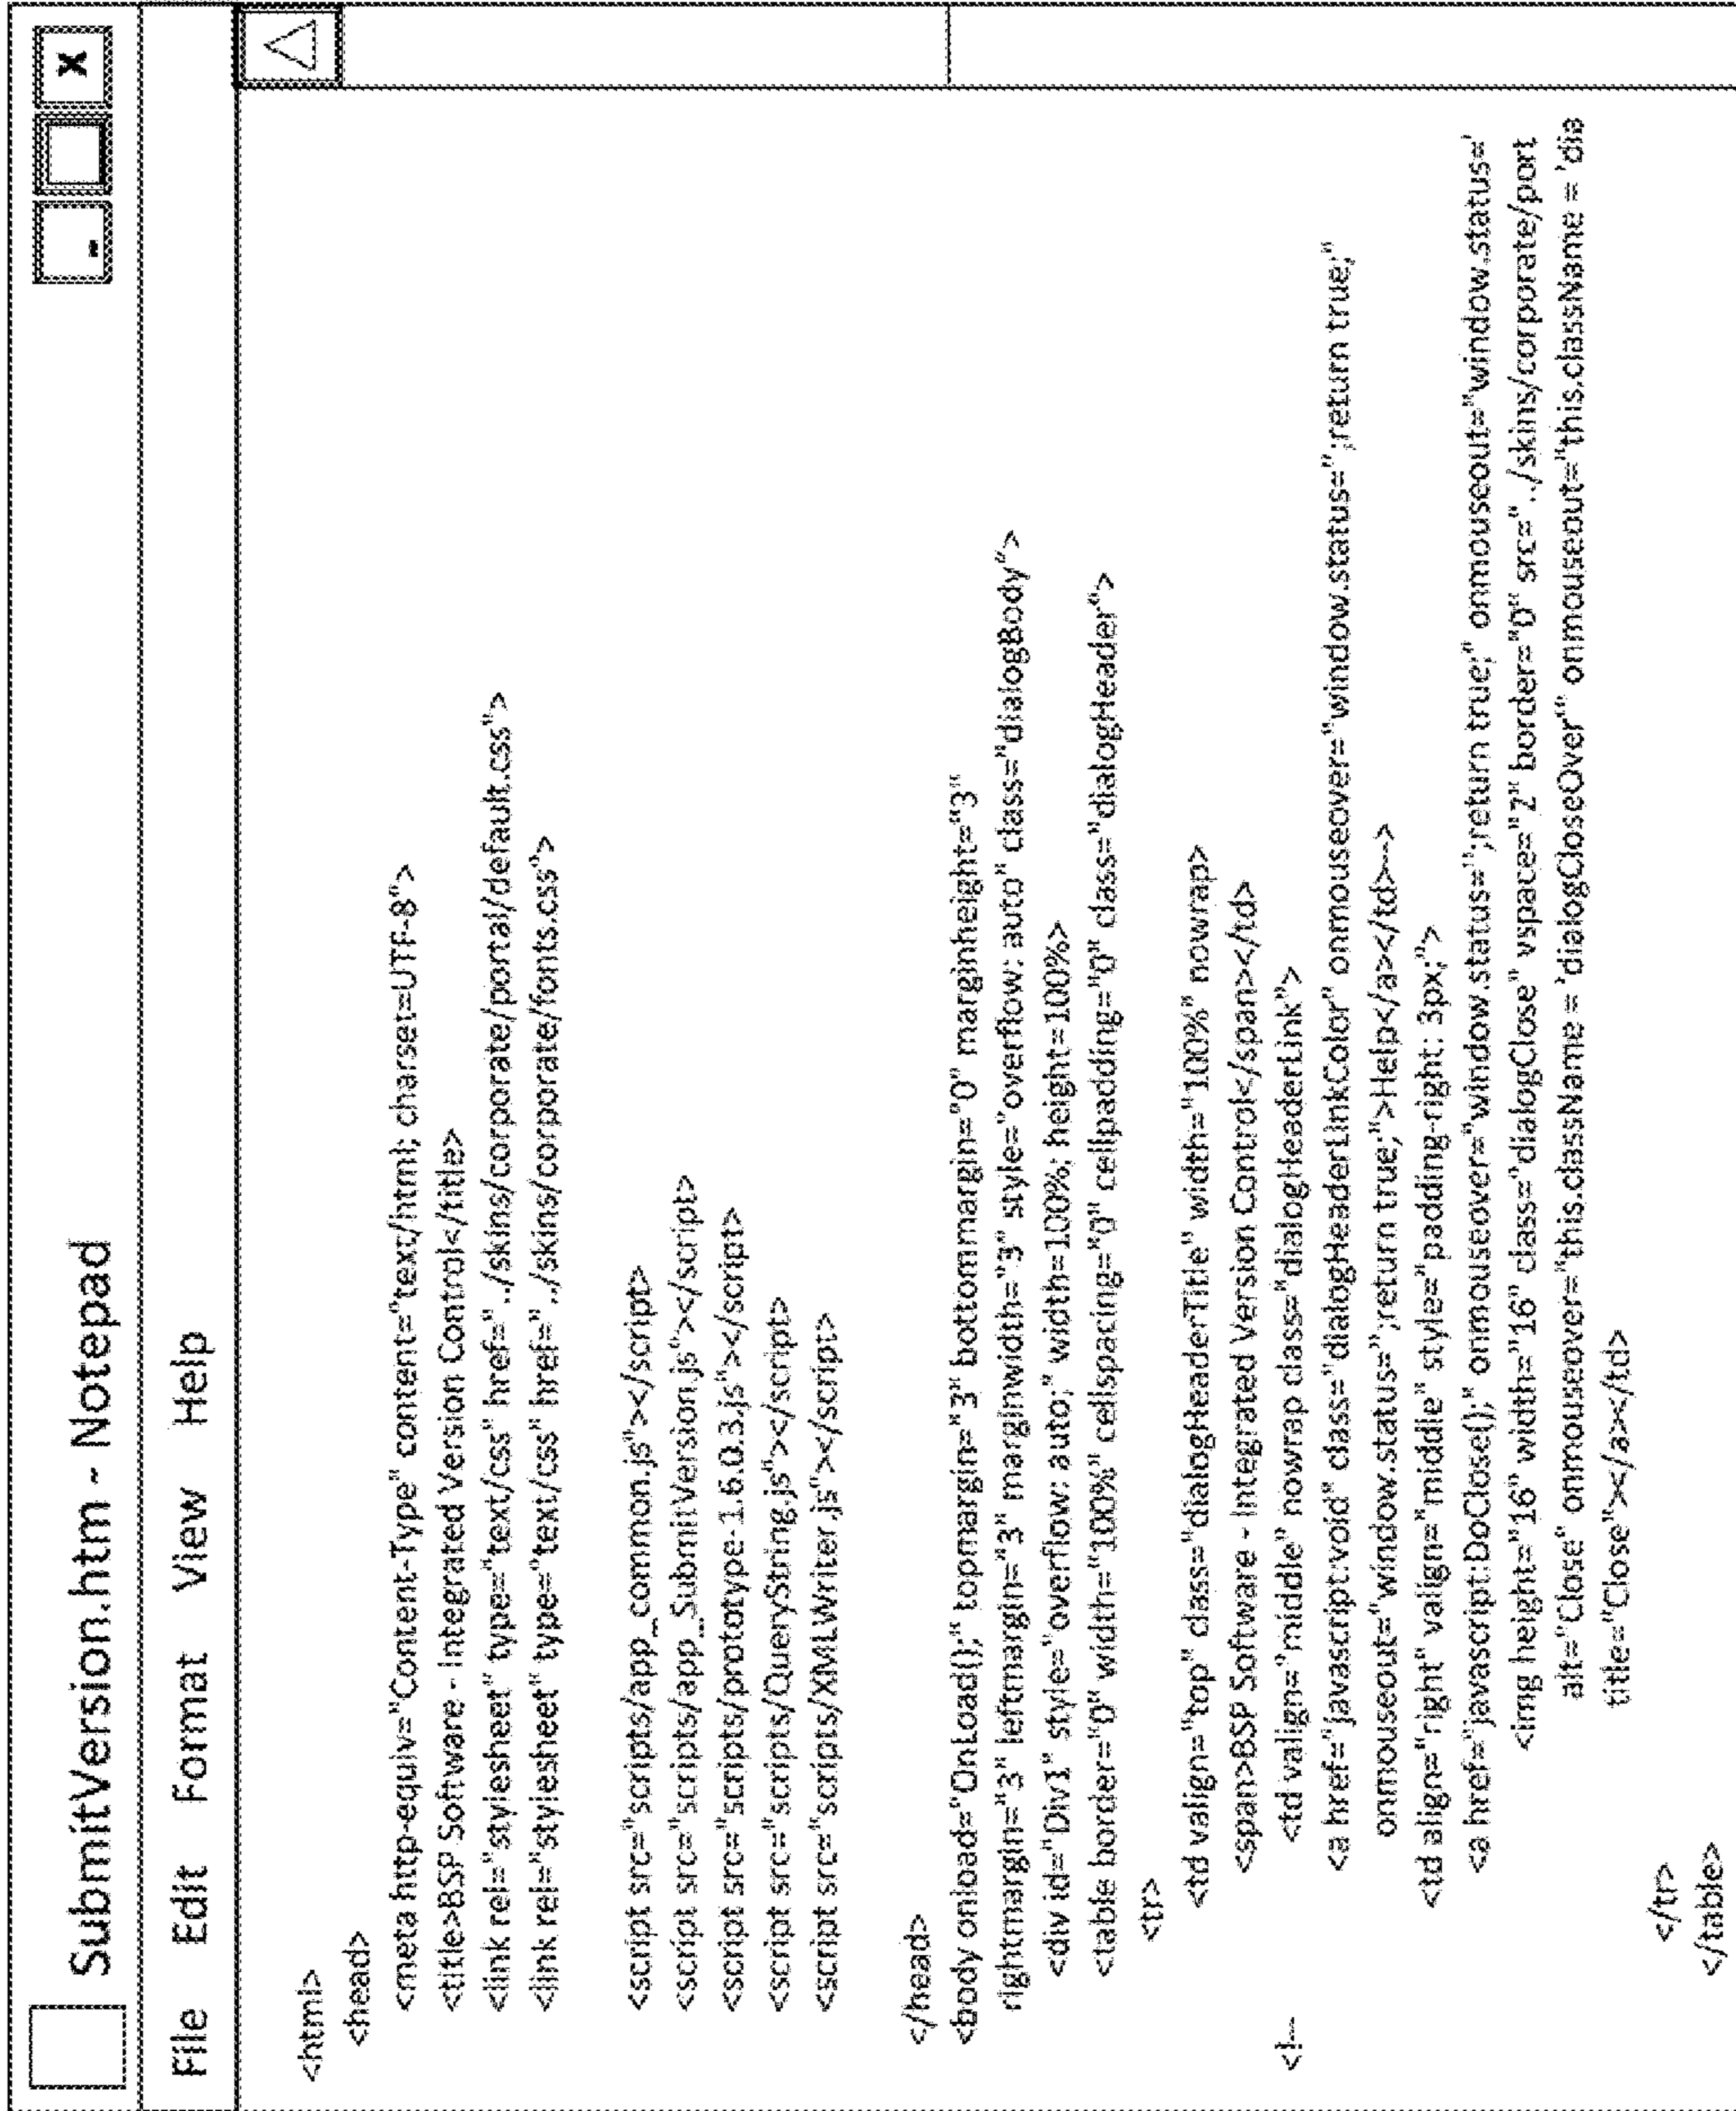 SubmitVersion.htm - Notepad
- x
File Edit Format View Help
<html>
<head>
<meta http-equiv="Content-Type" content="text/html; charset=UTF-8">
<title>BSP Software - Integrated Version Control</title>
<link rel="stylesheet" type="text/css" href="../skins/corporate/portal/default.css">
<link rel="stylesheet" type="text/css" href="../skins/corporate/fonts.css">
<script src="scripts/app_common.js"></script>
<script src="scripts/app_SubmitVersion.js"></script>
<script src="scripts/prototype-1.6.0.3.js"></script>
<script src="scripts/QueryString.js"></script>
<script src="scripts/XMLWriter.js"></script>
</head>
<body onload="OnLoad();" topmargin="3" bottommargin="0" marginheight="3"
rightmargin="3" leftmargin="3" marginwidth="3" style="overflow: auto" class="dialogBody">
<div id="Div1" style="overflow: auto;" width=100%; height=100%>
<table border="0" width="100%" cellspacing="0" cellpadding="0" class="dialogHeader">
<tr>
<td valign="top" class="dialogHeaderTitle" width="100%" nowrap>
<span>BSP Software - Integrated Version Control</span></td>
<!-- <td valign="middle" nowrap class="dialogHeaderLink">
<a href="javascript:void" class="dialogHeaderLinkColor" onmouseover="window.status='';return true;"
onmouseout="window.status='';return true;">Help</a></td>-->
<td align="right" valign="middle" style="padding-right: 3px;">
<a href="javascript:DoClose();" onmouseover="window.status='';return true;" onmouseout="window.status='
<img height="16" width="16" class="dialogClose" vspace="2" border="0" src="../skins/corporate/port
alt="Close" onmouseover="this.className = 'dialogCloseOver'" onmouseout="this.className = 'dia
title="Close"></a></td>
</tr>
</table>